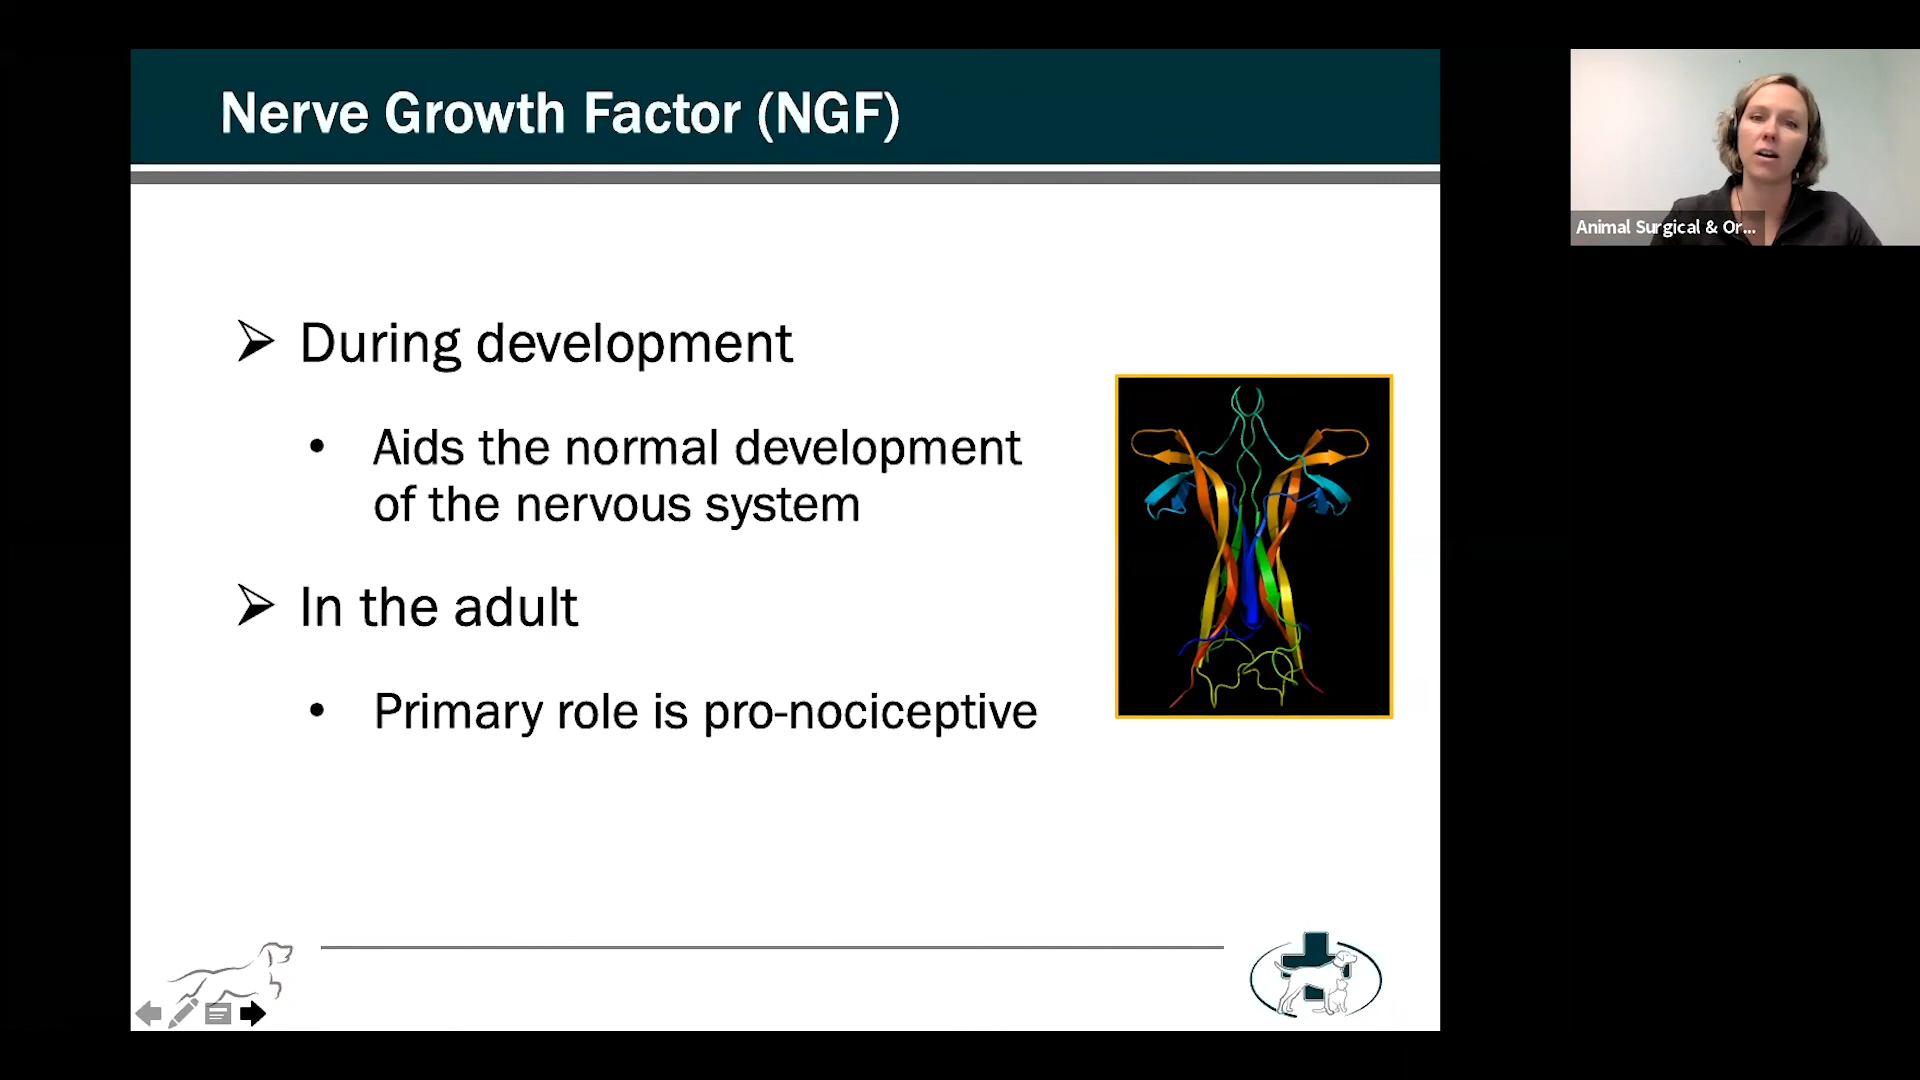 Nerve Growth Factor (NGF)
During development
Aids the normal development
of the nervous system
In the adult
Primary role is pro-nociceptive
Animal Surgical & Or...